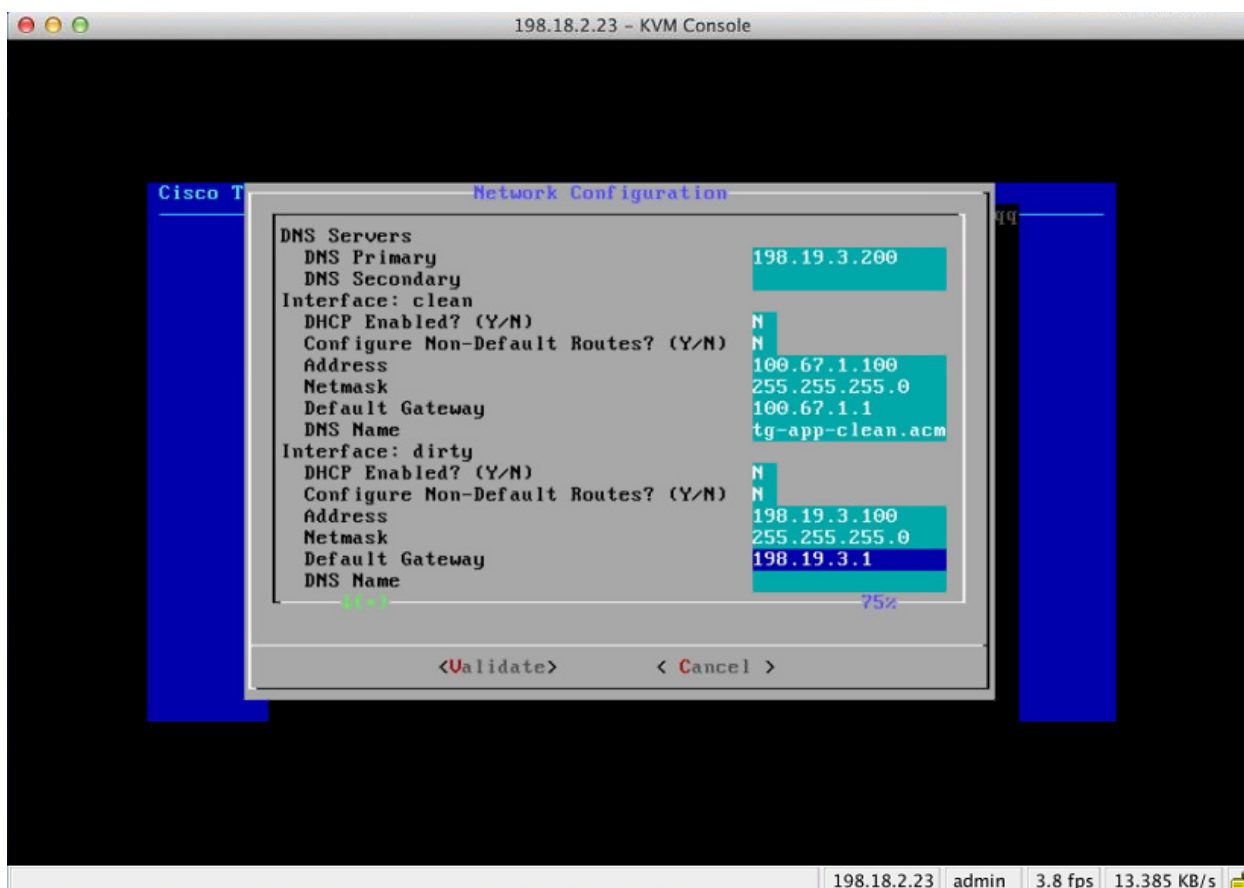 198.18.2.23 – KVM Console
Cisco T
Network Configuration
qq
DNS Servers
DNS Primary 198.19.3.200
DNS Secondary
Interface: clean
DHCP Enabled? (Y/N) N
Configure Non-Default Routes? (Y/N) N
Address 100.67.1.100
Netmask 255.255.255.0
Default Gateway 100.67.1.1
DNS Name tg-app-clean.acm
Interface: dirty
DHCP Enabled? (Y/N) N
Configure Non-Default Routes? (Y/N) N
Address 198.19.3.100
Netmask 255.255.255.0
Default Gateway 198.19.3.1
DNS Name
↓(+) 75%
<Validate> < Cancel >
198.18.2.23 admin 3.8 fps 13.385 KB/s